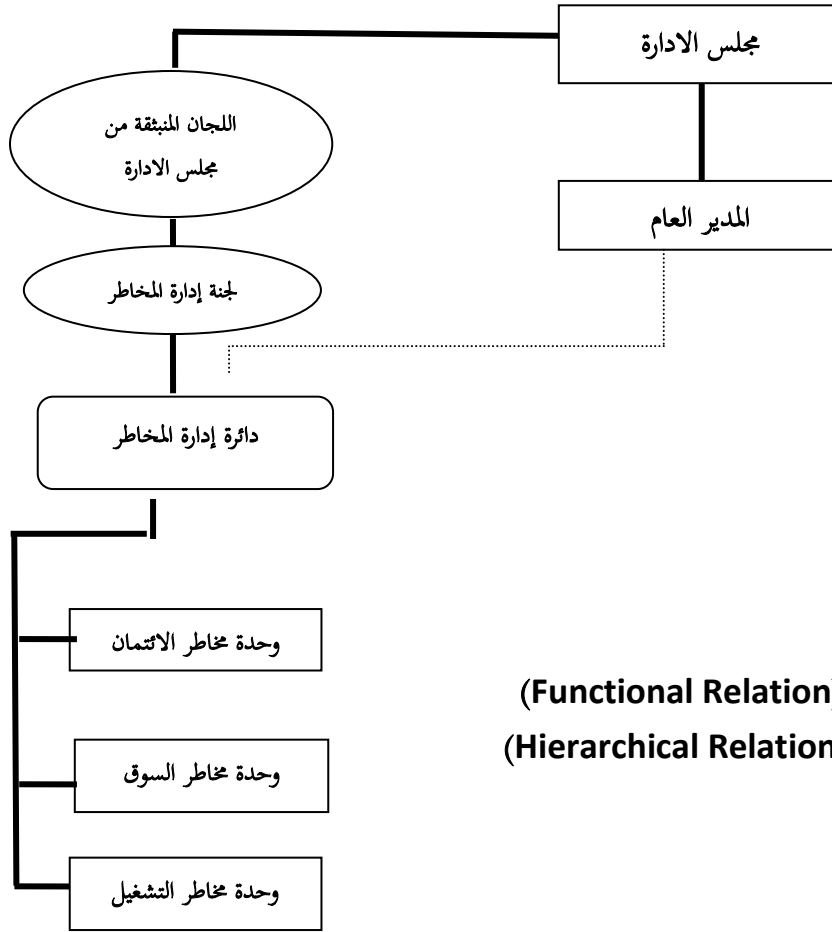 مجلس الادارة
اللجان المنبثقة من
مجلس الادارة
المدير العام
لجنة إدارة المخاطر
دائرة إدارة المخاطر
وحدة مخاطر الائتمان
(Functional Relation)
(Hierarchical Relation
وحدة مخاطر السوق
وحدة مخاطر التشغيل